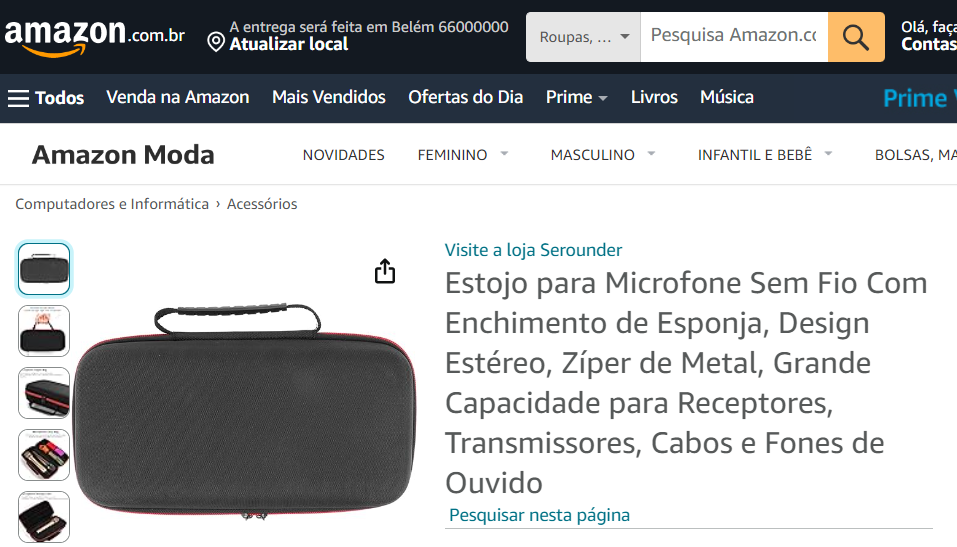 amazon.com.br
A entrega será feita em Belém 66000000
Atualizar local
Roupas, ...
Pesquisa Amazon.cc
Olá, faça
Contas
Todos
Venda na Amazon
Mais Vendidos
Ofertas do Dia
Prime
Livros
Música
Prime V
Amazon Moda
NOVIDADES
FEMININO
MASCULINO
INFANTIL E BEBÊ
BOLSAS, MA
Computadores e Informática › Acessórios
Visite a loja Serounder
Estojo para Microfone Sem Fio Com
Enchimento de Esponja, Design
Estéreo, Zíper de Metal, Grande
Capacidade para Receptores,
Transmissores, Cabos e Fones de
Ouvido
Pesquisar nesta página